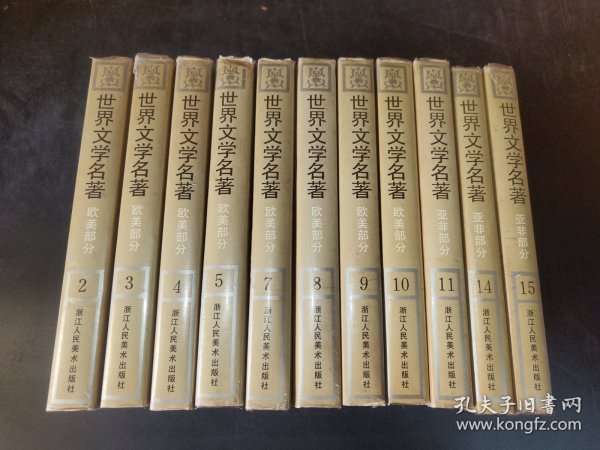 世界文学名著
欧美部分
2
浙江人民美术出版社
世界文学名著
欧美部分
3
浙江人民美术出版社
世界文学名著
欧美部分
4
浙江人民美术出版社
世界文学名著
欧美部分
5
浙江人民美术出版社
世界文学名著
欧美部分
7
浙江人民美术出版社
世界文学名著
欧美部分
8
浙江人民美术出版社
世界文学名著
欧美部分
9
浙江人民美术出版社
世界文学名著
欧美部分
10
浙江人民美术出版社
世界文学名著
亚非部分
11
浙江人民美术出版社
世界文学名著
亚非部分
14
浙江人民美术出版社
世界文学名著
亚非部分
15
浙江人民美术出版社
孔夫子旧书网
www.kongfz.com